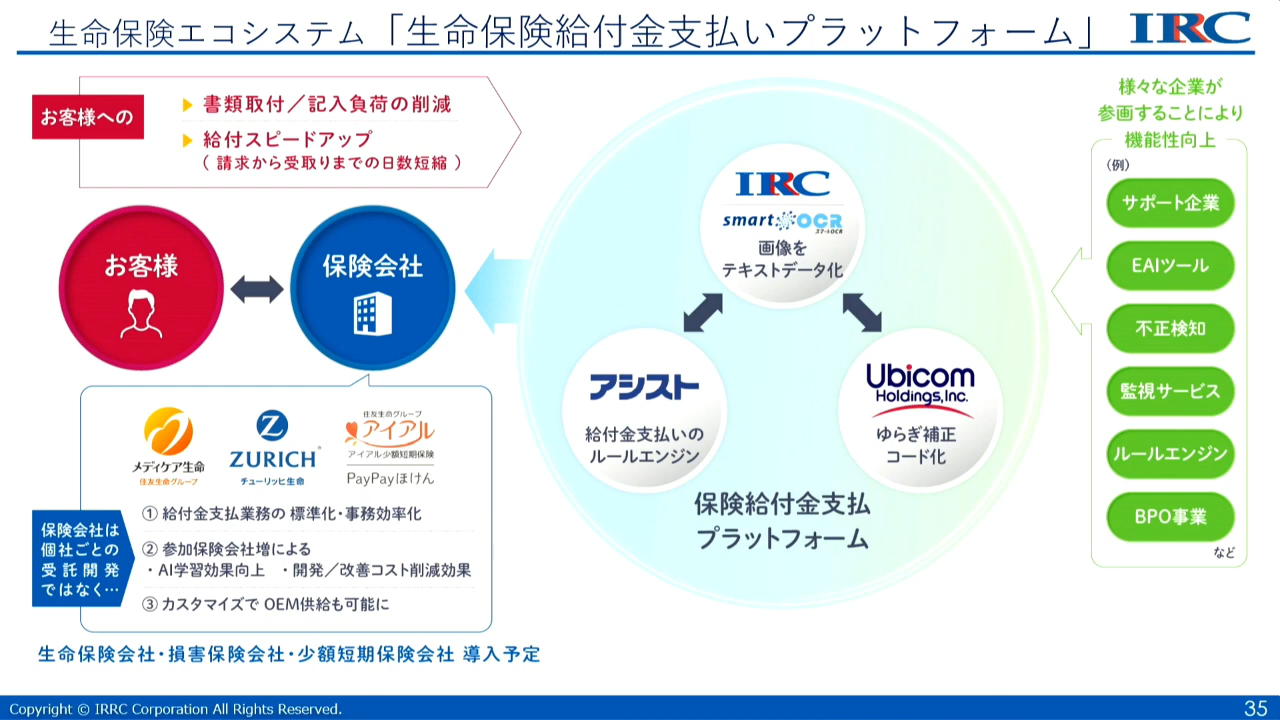 生命保険エコシステム「生命保険給付金支払いプラットフォーム」
IRRC
お客様への
書類取付／記入負荷の削減
給付スピードアップ
( 請求から受取りまでの日数短縮 )
お客様
保険会社
メディケア生命
住友生命グループ
Z
ZURICH®
チューリッヒ生命
住友生命グループ
アイアル
アイアル少額短期保険
PayPayほけん
保険会社は
個社ごとの
受託開発
ではなく…
① 給付金支払業務の 標準化・事務効率化
② 参加保険会社増による
・AI学習効果向上 ・開発／改善コスト削減効果
③ カスタマイズで OEM供給も可能に
生命保険会社・損害保険会社・少額短期保険会社 導入予定
IRRC
smart OCR
スマートOCR
画像を
テキストデータ化
アシスト
給付金支払いの
ルールエンジン
Ubicom
Holdings,Inc.
ゆらぎ補正
コード化
保険給付金支払
プラットフォーム
様々な企業が
参画することにより
機能性向上
(例)
サポート企業
EAIツール
不正検知
監視サービス
ルールエンジン
BPO事業
など
Copyright © IRRC Corporation All Rights Reserved.
35